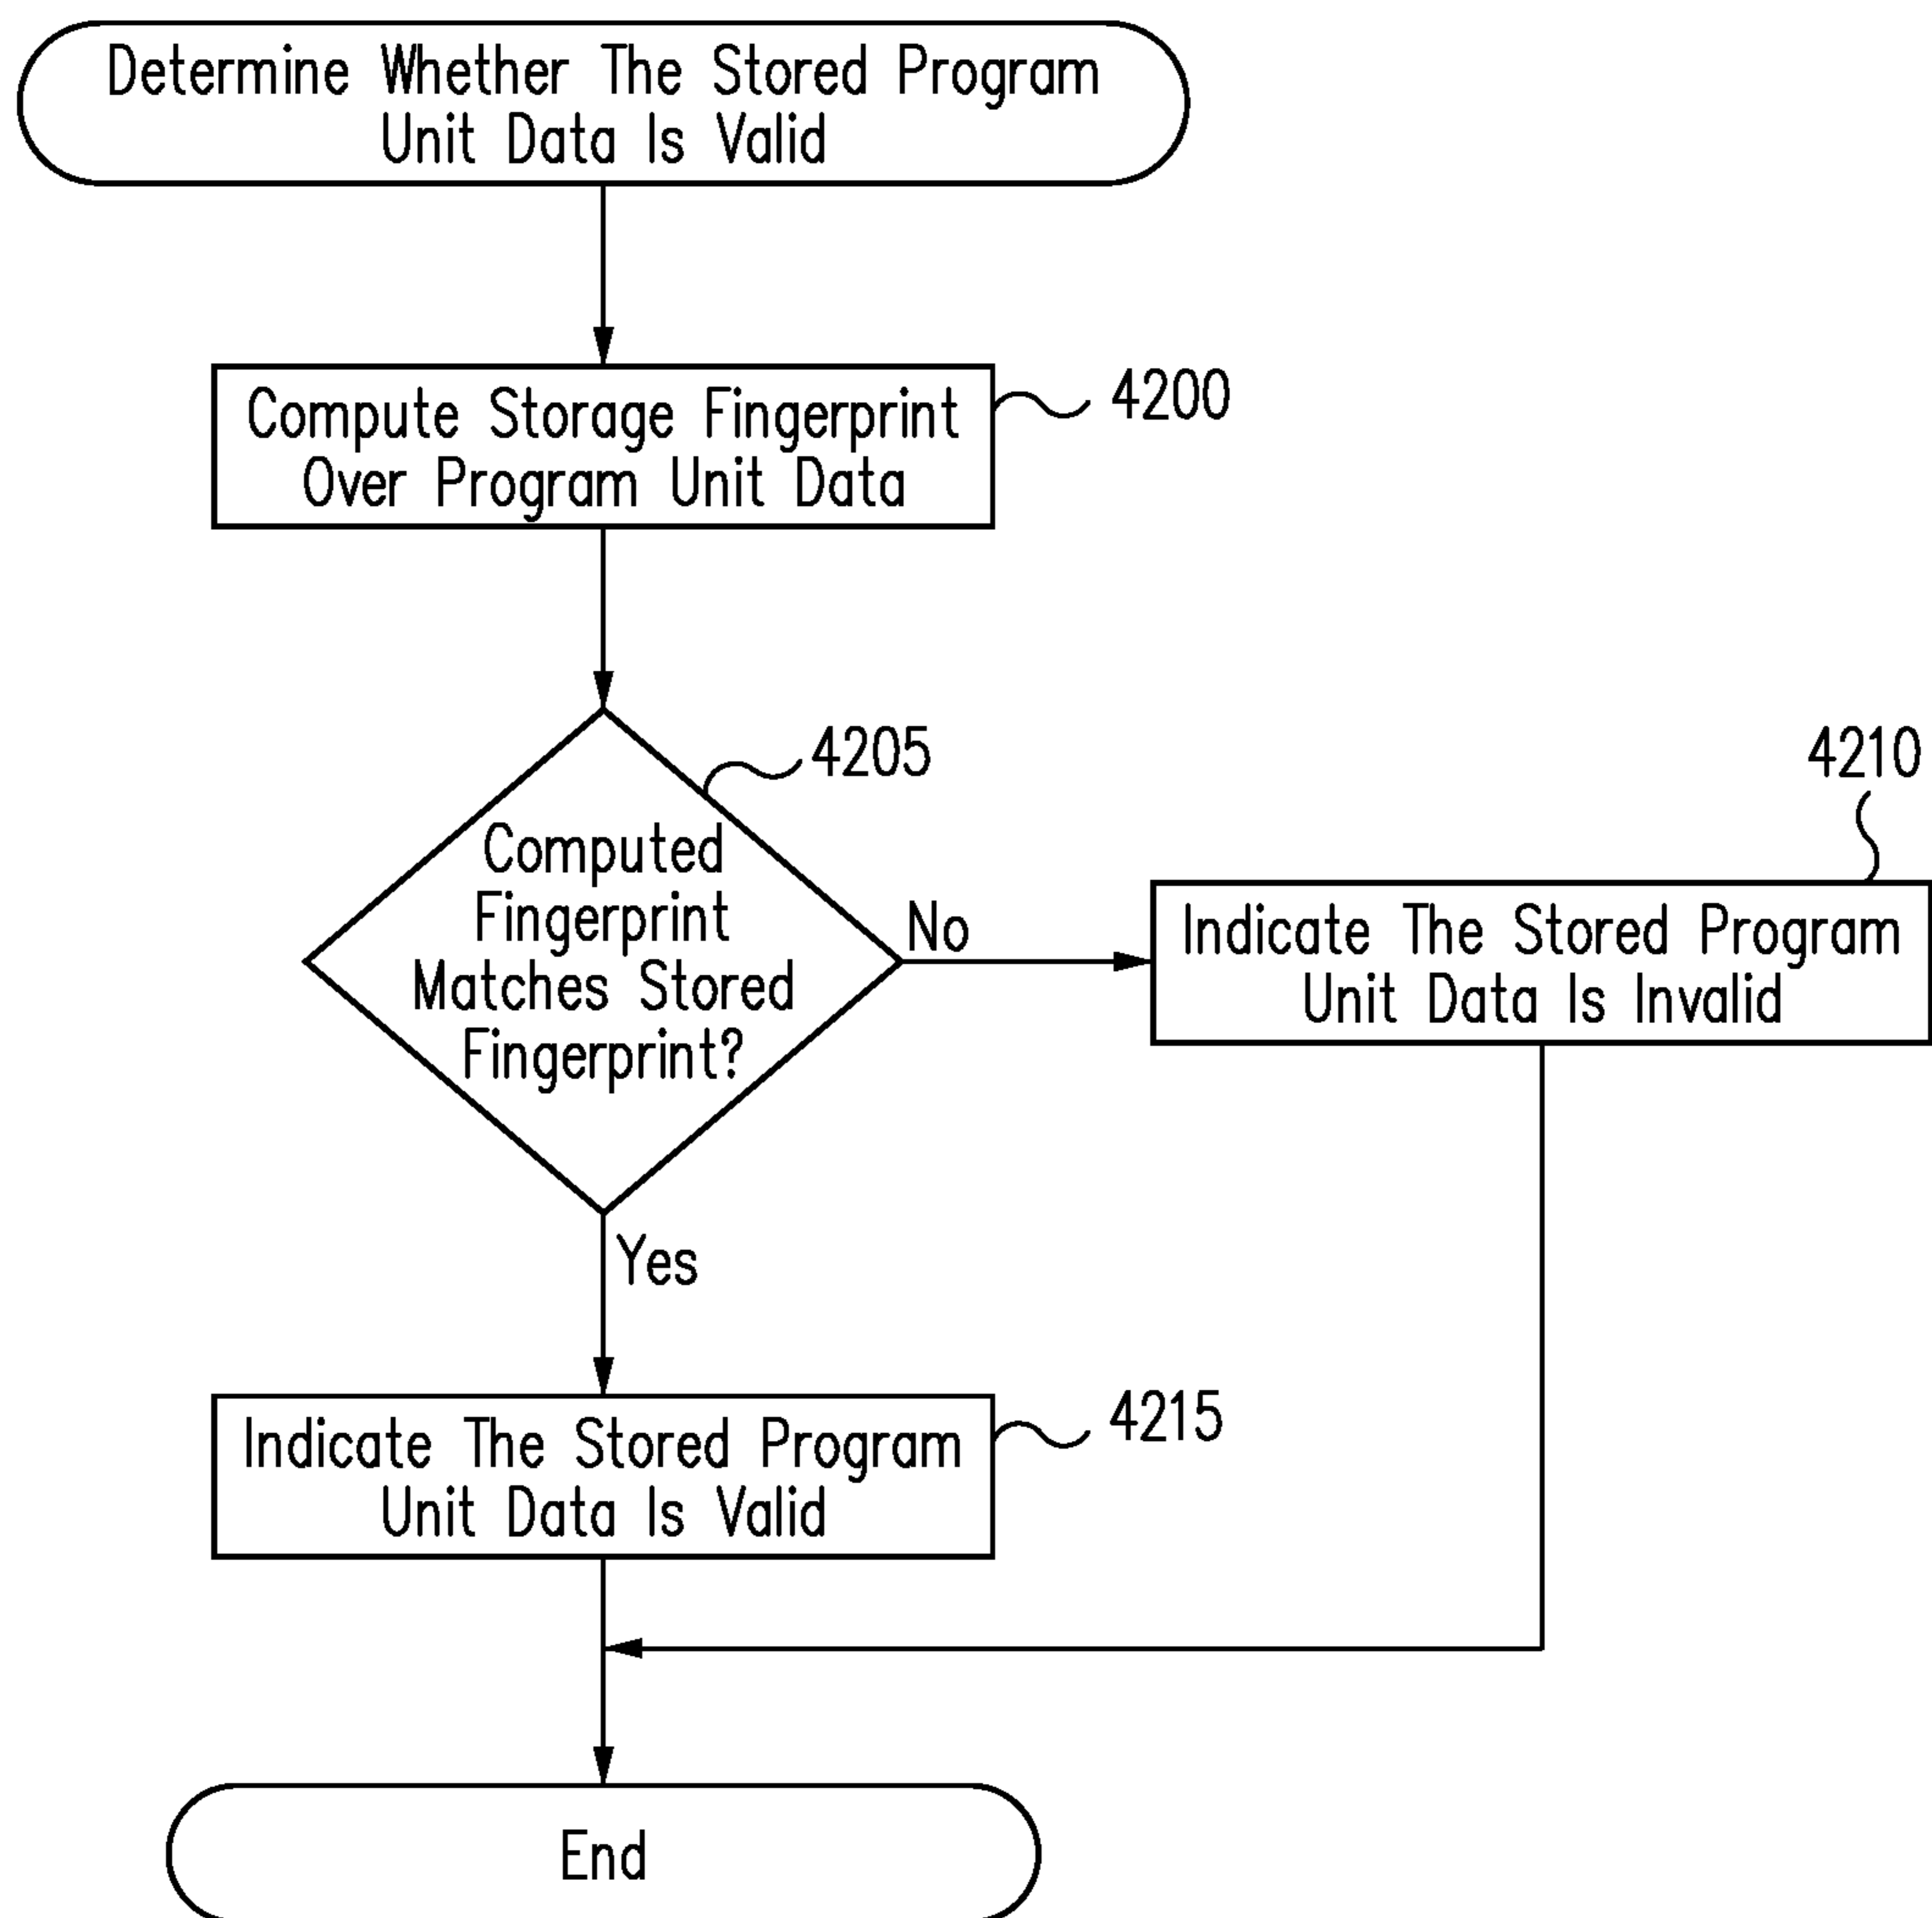 Determine Whether The Stored Program
Unit Data Is Valid
Compute Storage Fingerprint
Over Program Unit Data
4200
4205
Computed
Fingerprint
Matches Stored
Fingerprint?
No
4210
Indicate The Stored Program
Unit Data Is Invalid
Yes
Indicate The Stored Program
Unit Data Is Valid
4215
End